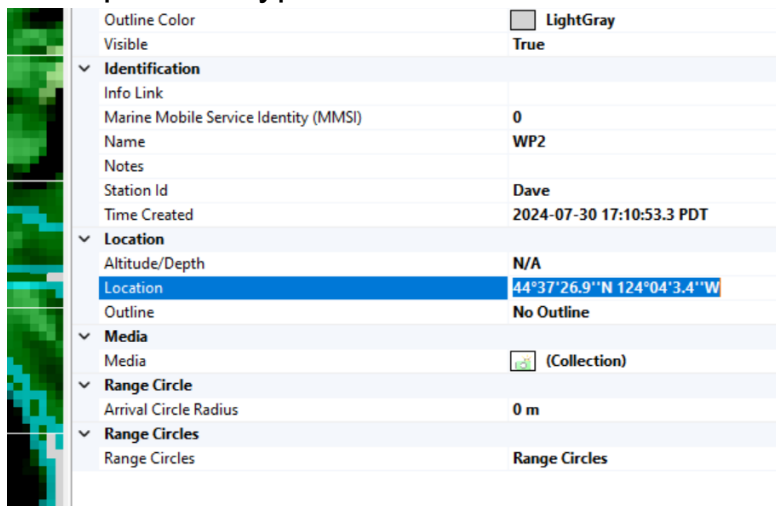 Outline Color LightGray
Visible True
Identification
Info Link
Marine Mobile Service Identity (MMSI) 0
Name WP2
Notes
Station Id Dave
Time Created 2024-07-30 17:10:53.3 PDT
Location
Altitude/Depth N/A
Location 44°37'26.9''N 124°04'3.4''W
Outline No Outline
Media
Media (Collection)
Range Circle
Arrival Circle Radius 0 m
Range Circles
Range Circles Range Circles